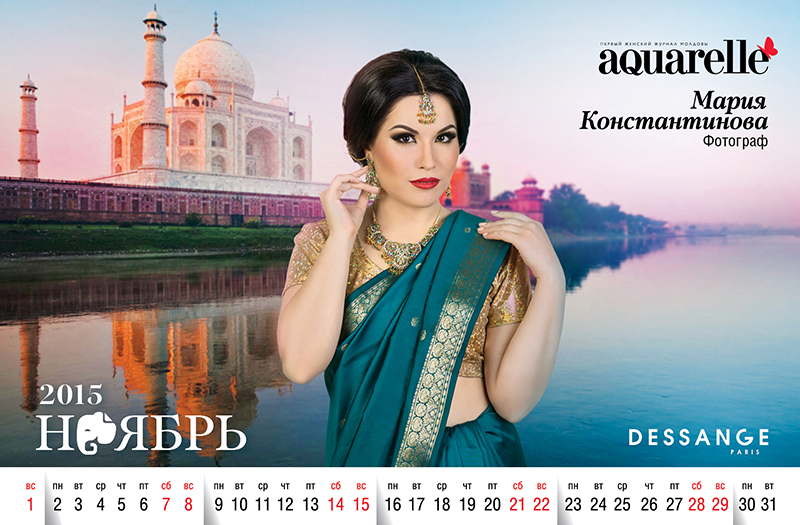 ПЕРВЫЙ ЖЕНСКИЙ ЖУРНАЛ МОЛДОВЫ
aquarelle
Мария
Константинова
Фотограф
2015
НОЯБРЬ
DESSANGE
PARIS
вс пн вт ср чт пт сб вс пн вт ср чт пт сб вс пн вт ср чт пт сб вс пн вт ср чт пт сб вс пн вт
1 2 3 4 5 6 7 8 9 10 11 12 13 14 15 16 17 18 19 20 21 22 23 24 25 26 27 28 29 30 31